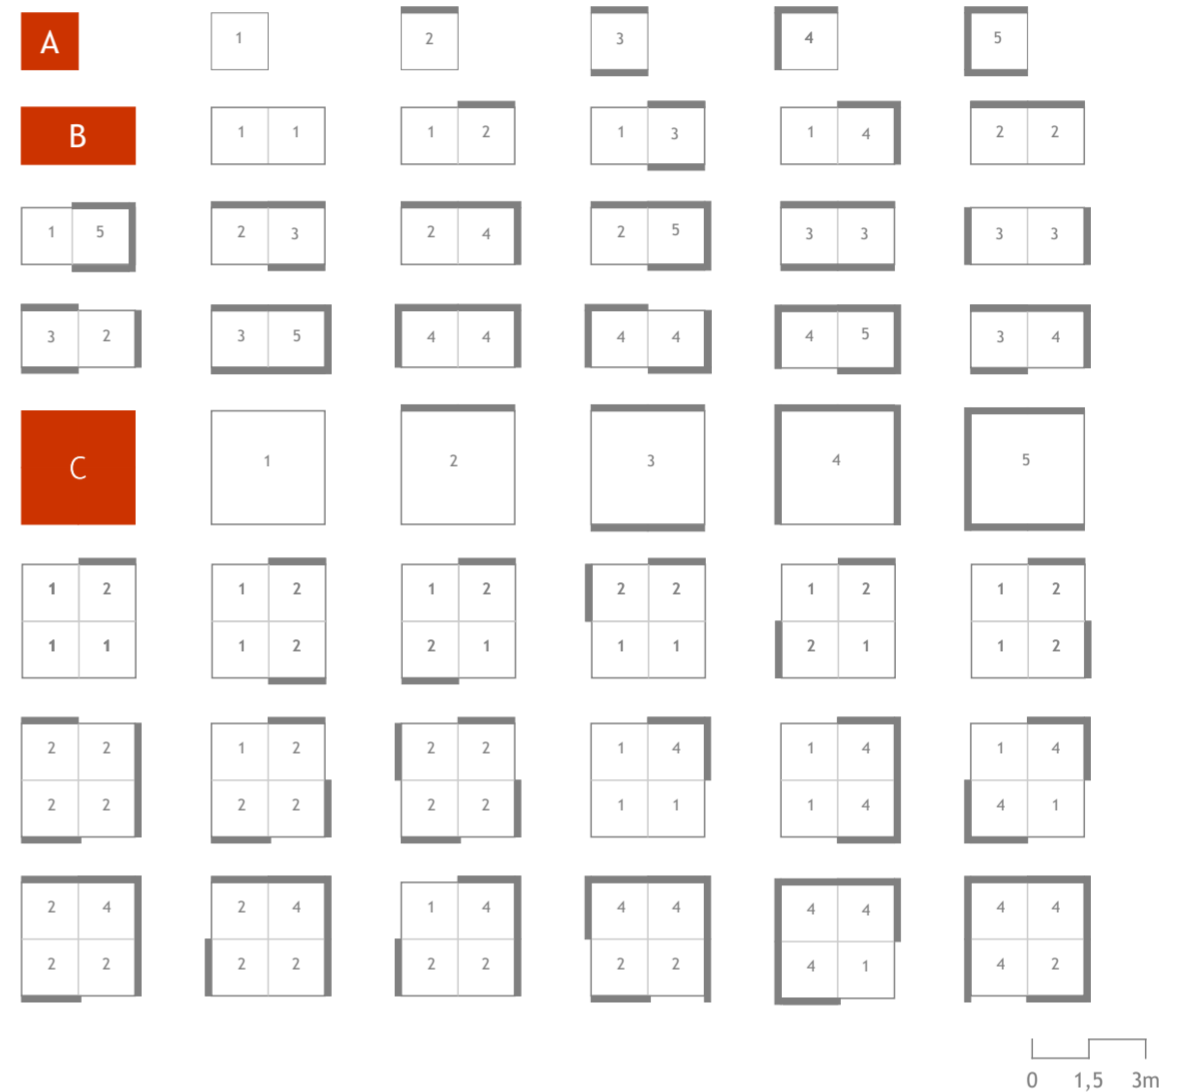 A 1 2 3 4 5
B 1 1 1 2 1 3 1 4 2 2
1 5 2 3 2 4 2 5 3 3 3 3
3 2 3 5 4 4 4 4 4 5 3 4
C 1 2 3 4 5
1 2 1 2 1 2 2 2 1 2 1 2
1 1 1 2 2 1 1 1 2 1 1 2
2 2 1 2 2 2 1 4 1 4 1 4
2 2 2 2 2 2 1 1 1 4 4 1
2 4 2 4 1 4 4 4 4 4 4 4
2 2 2 2 2 2 2 2 4 1 4 2
0 1,5 3m